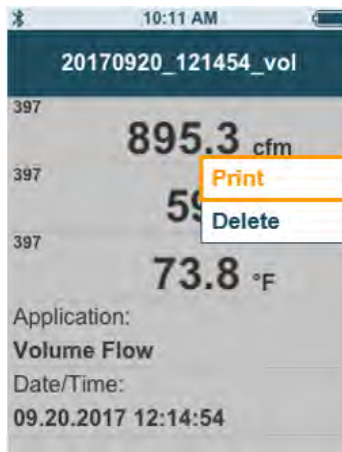 10:11 AM
20170920_121454_vol
397
895.3 cfm
397
Print
Delete
397
73.8 °F
Application:
Volume Flow
Date/Time:
09.20.2017 12:14:54